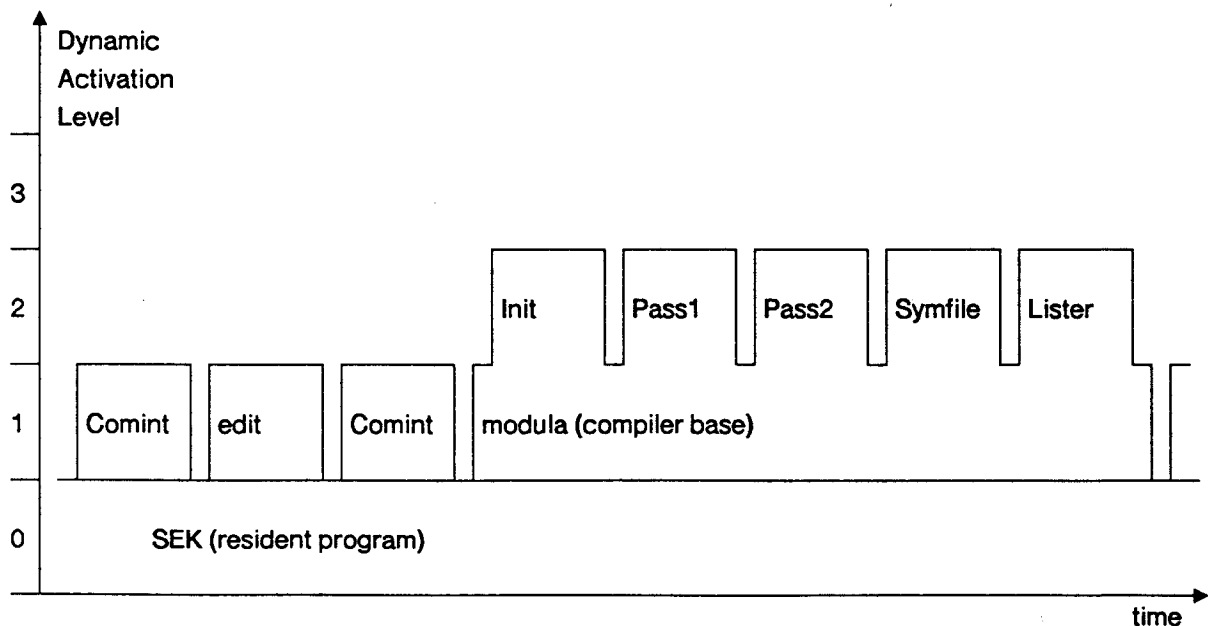 Dynamic
Activation
Level
3
2
Init
Pass1
Pass2
Symfile
Lister
1
Comint
edit
Comint
modula (compiler base)
0
SEK (resident program)
time